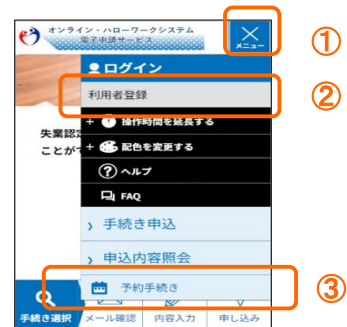 オンライン・ハローワークシステム
電子申請サービス
メニュー
①
ログイン
利用者登録
②
+ 操作時間を延長する
失業認定
+ 配色を変更する
ことが
? ヘルプ
FAQ
› 手続き申込
› 申込内容照会
予約手続き
③
手続き選択
メール確認
内容入力
申し込み